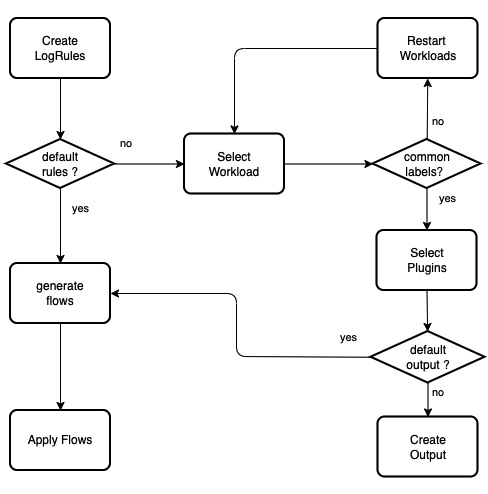 Create
LogRules
Restart
Workloads
no
no
default
rules ?
Select
Workload
common
labels?
yes
yes
Select
Plugins
generate
flows
yes
default
output ?
no
Apply Flows
Create
Output